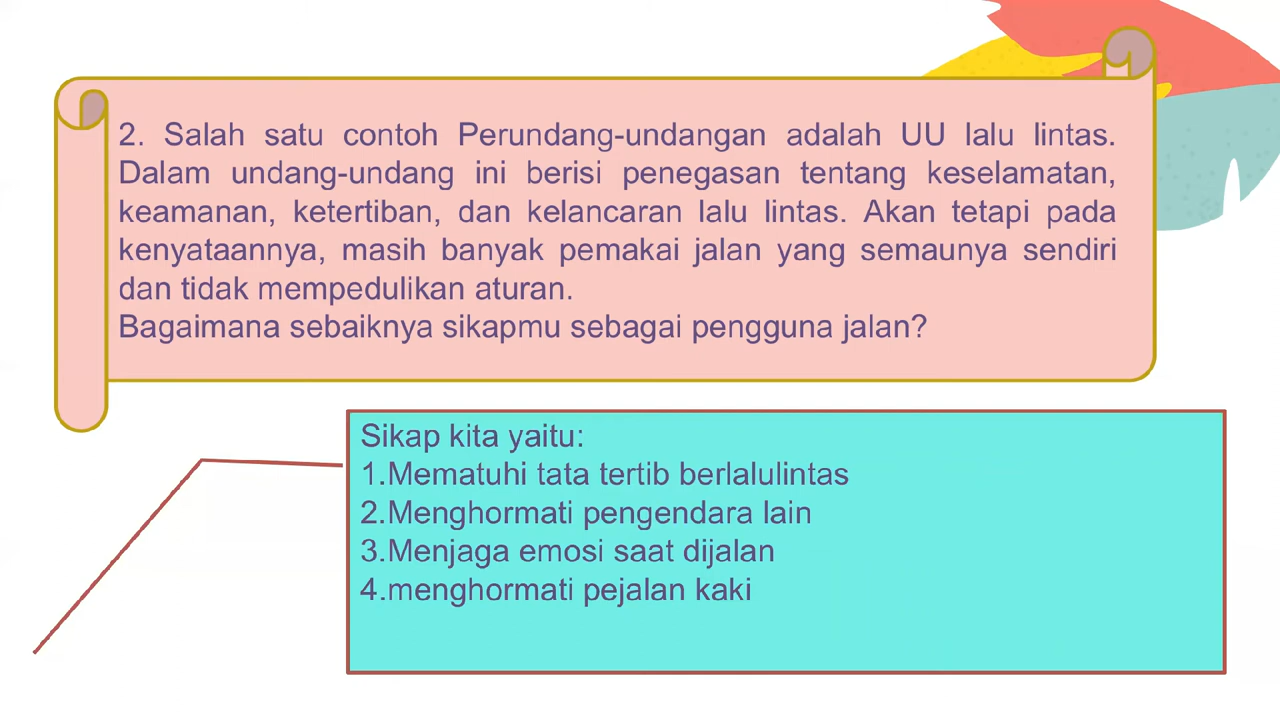 2. Salah satu contoh Perundang-undangan adalah UU lalu lintas.
Dalam undang-undang ini berisi penegasan tentang keselamatan,
keamanan, ketertiban, dan kelancaran lalu lintas. Akan tetapi pada
kenyataannya, masih banyak pemakai jalan yang semaunya sendiri
dan tidak mempedulikan aturan.
Bagaimana sebaiknya sikapmu sebagai pengguna jalan?
Sikap kita yaitu:
1.Mematuhi tata tertib berlalulintas
2.Menghormati pengendara lain
3.Menjaga emosi saat dijalan
4.menghormati pejalan kaki